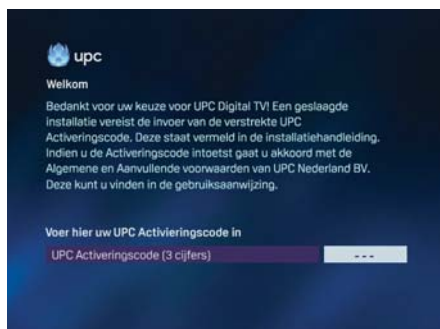 upc
Welkom
Bedankt voor uw keuze voor UPC Digital TV! Een geslaagde
installatie vereist de invoer van de verstrekte UPC
Activeringscode. Deze staat vermeld in de installatiehandleiding.
Indien u de Activeringscode intoetst gaat u akkoord met de
Algemene en Aanvullende voorwaarden van UPC Nederland BV.
Deze kunt u vinden in de gebruiksaanwijzing.
Voer hier uw UPC Activieringscode in
UPC Activeringscode (3 cijfers) ---